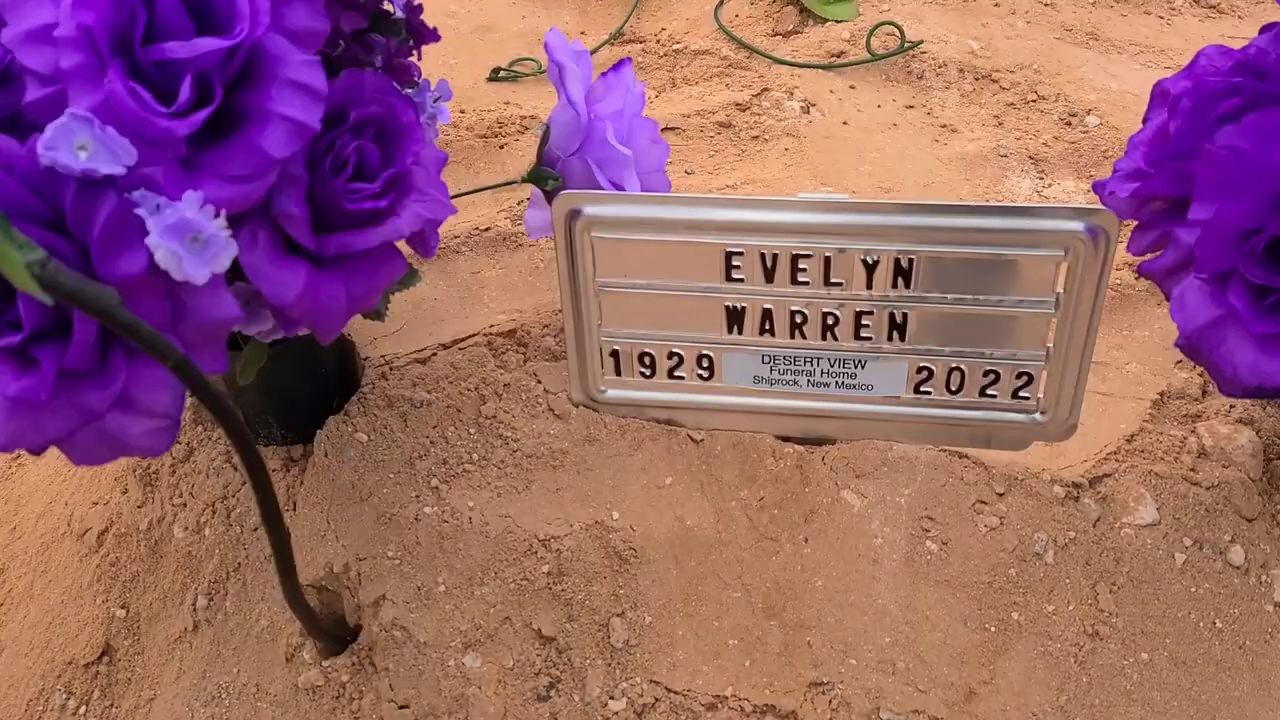 EVELYN
WARREN
1929 2022
DESERT VIEW
Funeral Home
Shiprock, New Mexico